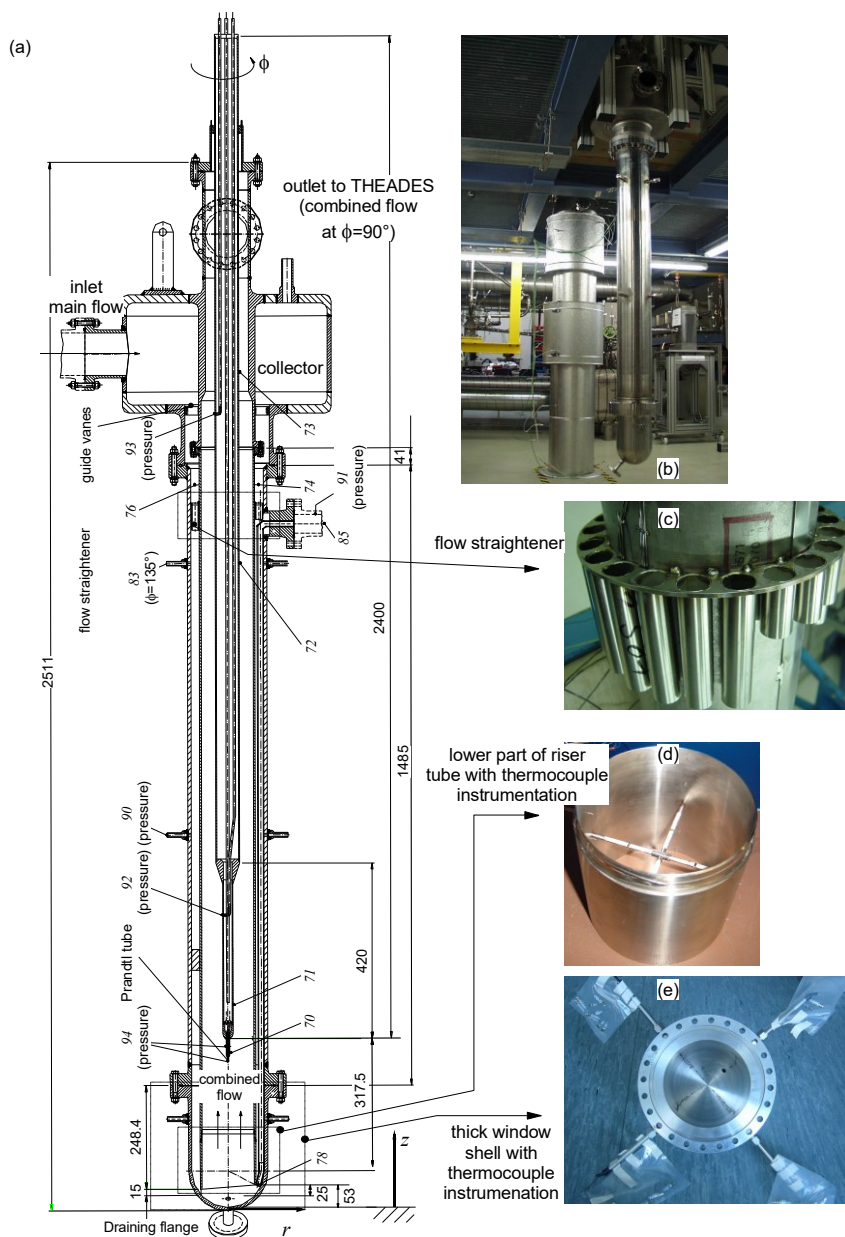 (a)
ϕ
outlet to THEADES
(combined flow
at ϕ=90°)
inlet
main flow
collector
guide vanes
93
(pressure)
73
41
76
74
91
(pressure)
85
(b)
(c)
flow straightener
flow straightener
83
(ϕ=135°)
72
2400
2511
1485
lower part of riser
tube with thermocouple
instrumentation
(d)
90
(pressure)
92
(pressure)
420
Prandtl tube
71
94
(pressure)
70
(e)
combined
flow
317.5
248.4
z
thick window
shell with
thermocouple
instrumenation
78
15
25
53
Draining flange
r